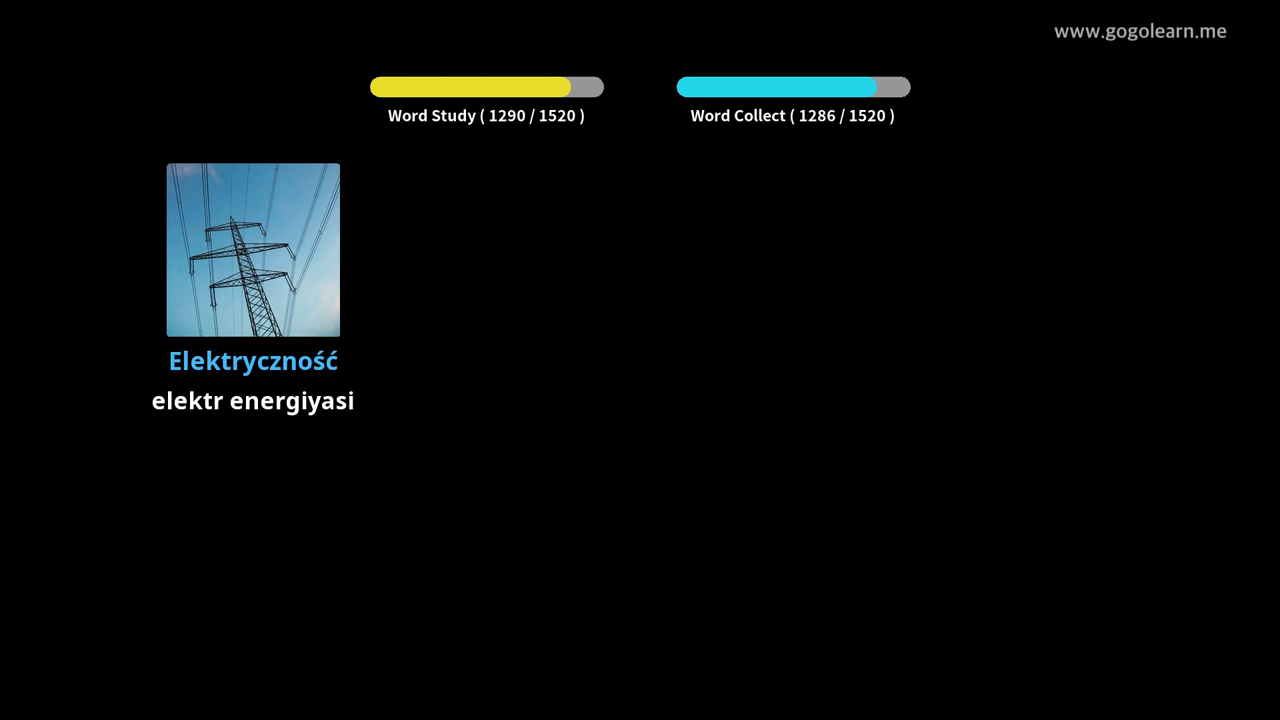 www.gogolearn.me
Word Study ( 1290 / 1520 )
Word Collect ( 1286 / 1520 )
Elektryczność
elektr energiyasi